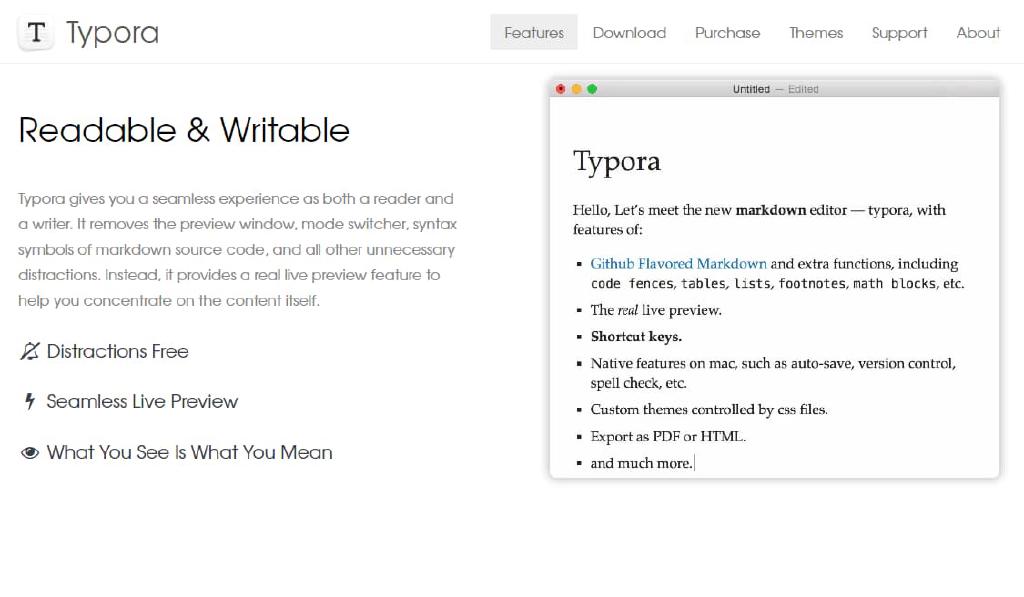 T Typora
Features Download Purchase Themes Support About
Readable & Writable
Typora gives you a seamless experience as both a reader and
a writer. It removes the preview window, mode switcher, syntax
symbols of markdown source code, and all other unnecessary
distractions. Instead, it provides a real live preview feature to
help you concentrate on the content itself.
Distractions Free
Seamless Live Preview
What You See Is What You Mean
Untitled — Edited
Typora
Hello, Let's meet the new markdown editor — typora, with
features of:
▪ Github Flavored Markdown and extra functions, including
code fences, tables, lists, footnotes, math blocks, etc.
▪ The real live preview.
▪ Shortcut keys.
▪ Native features on mac, such as auto-save, version control,
spell check, etc.
▪ Custom themes controlled by css files.
▪ Export as PDF or HTML.
▪ and much more.